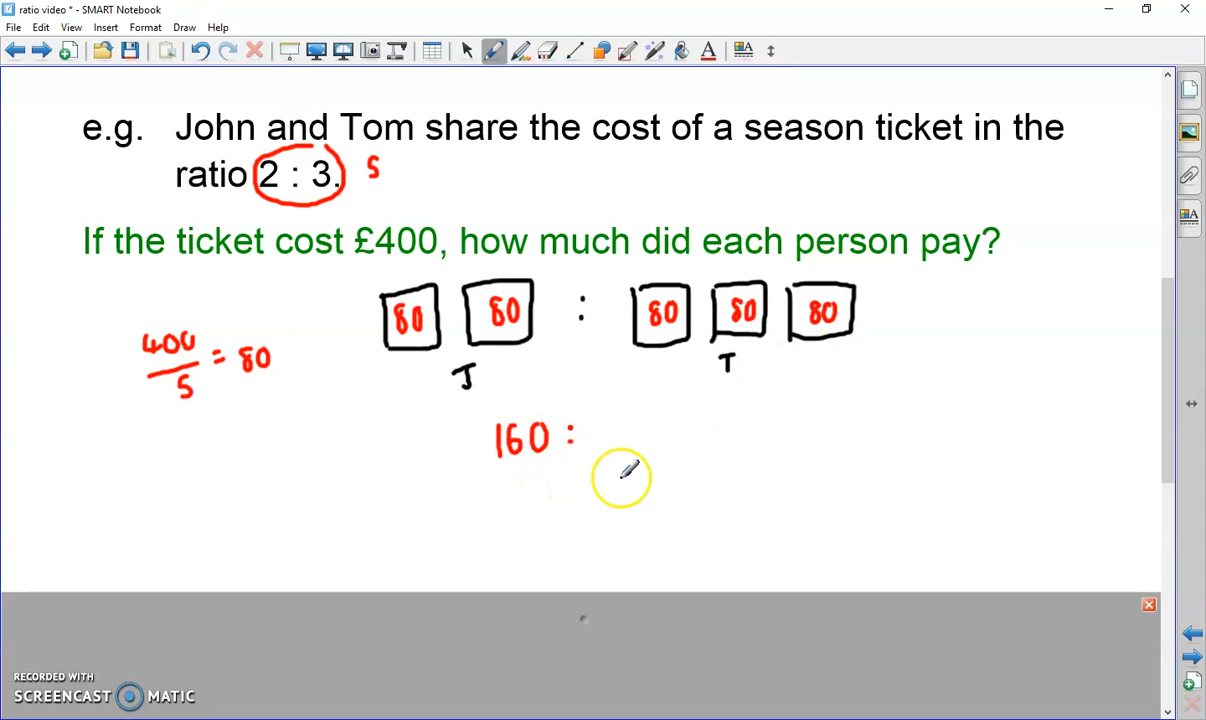 ratio video * - SMART Notebook
File Edit View Insert Format Draw Help
e.g. John and Tom share the cost of a season ticket in the
ratio 2 : 3. 5
If the ticket cost £400, how much did each person pay?
80 80 : 80 80 80
400
5
= 80
J T
160 :
RECORDED WITH
SCREENCAST MATIC